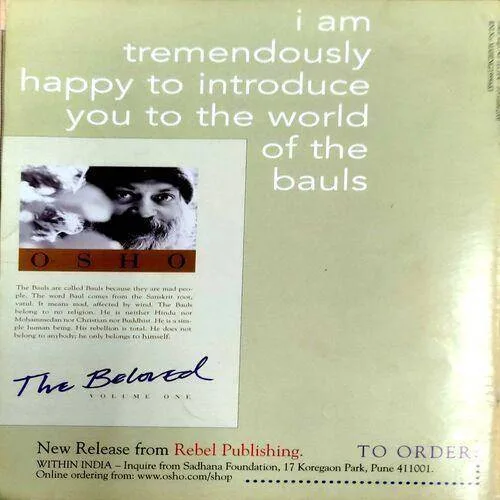 i am
tremendously
happy to introduce
you to the world
of the
bauls
OSHO
The Bauls are called Bauls because they are mad peo-
ple. The word Baul comes from the Sanskrit root,
vatul. It means mad, affected by wind. The Bauls
belong to no religion. He is neither Hindu nor
Mohammedan nor Christian nor Buddhist. He is a sim-
ple human being. His rebellion is total. He does not
belong to anybody; he only belongs to himself.
The Beloved
VOLUME ONE
New Release from Rebel Publishing.
TO ORDER:
WITHIN INDIA – Inquire from Sadhana Foundation, 17 Koregaon Park, Pune 411001.
Online ordering from: www.osho.com/shop